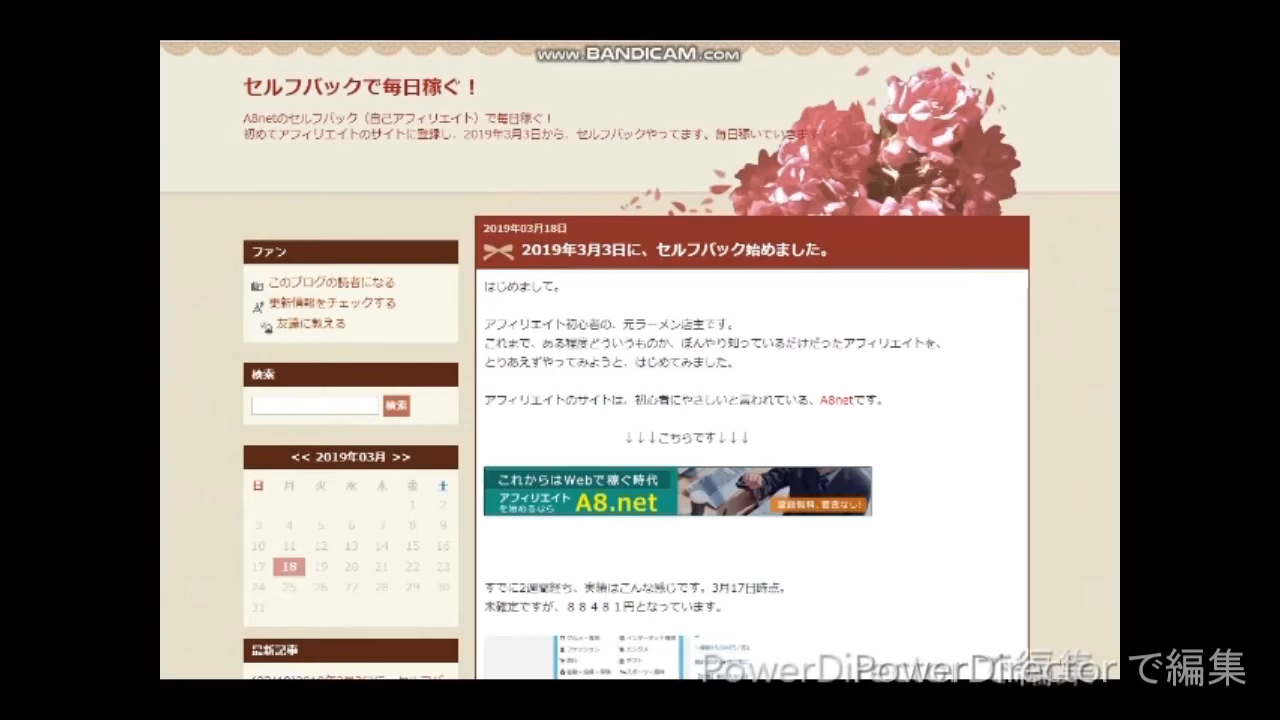 www.BANDICAM.com
セルフバックで毎日稼ぐ！
A8netのセルフバック（自己アフィリエイト）で毎日稼ぐ！
初めてアフィリエイトのサイトに登録し、2019年3月3日から、セルフバックやってます。毎日稼いでいきます！
ファン
このブログの読者になる
更新情報をチェックする
友達に教える
検索
検索
<< 2019年03月 >>
日 月 火 水 木 金 土
1 2
3 4 5 6 7 8 9
10 11 12 13 14 15 16
17 18 19 20 21 22 23
24 25 26 27 28 29 30
31
最新記事
2019年03月18日
2019年3月3日に、セルフバック始めました。
はじめまして。
アフィリエイト初心者の、元ラーメン店主です。
これまで、ある程度どういうものか、ぼんやり知っているだけだったアフィリエイトを、
とりあえずやってみようと、はじめてみました。
アフィリエイトのサイトは、初心者にやさしいと言われている、A8netです。
↓↓↓こちらです↓↓↓
これからはWebで稼ぐ時代
アフィリエイト
を始めるなら
A8.net
登録無料、審査なし!
すでに2週間経ち、実績はこんな感じです。3月17日時点。
未確定ですが、８８４８１円となっています。
PowerDirector で編集